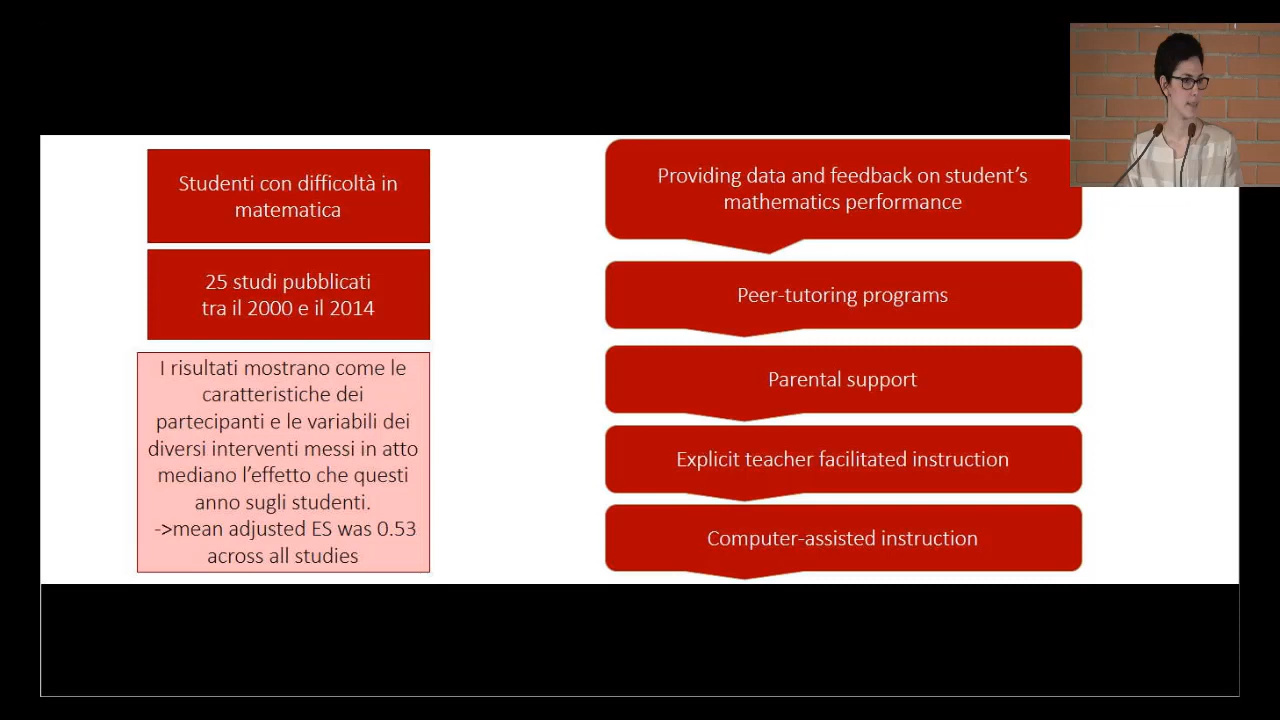 Studenti con difficoltà in
matematica
25 studi pubblicati
tra il 2000 e il 2014
I risultati mostrano come le
caratteristiche dei
partecipanti e le variabili dei
diversi interventi messi in atto
mediano l’effetto che questi
anno sugli studenti.
->mean adjusted ES was 0.53
across all studies
Providing data and feedback on student’s
mathematics performance
Peer-tutoring programs
Parental support
Explicit teacher facilitated instruction
Computer-assisted instruction